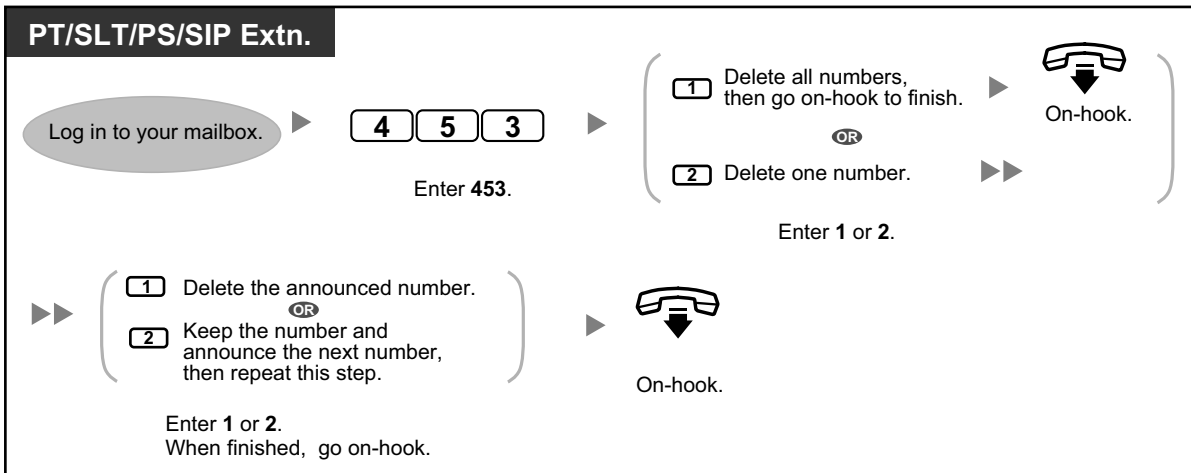 PT/SLT/PS/SIP Extn.
Log in to your mailbox.
4 5 3
Enter 453.
1 Delete all numbers,
then go on-hook to finish.
OR
2 Delete one number.
Enter 1 or 2.
On-hook.
1 Delete the announced number.
OR
2 Keep the number and
announce the next number,
then repeat this step.
Enter 1 or 2.
When finished, go on-hook.
On-hook.